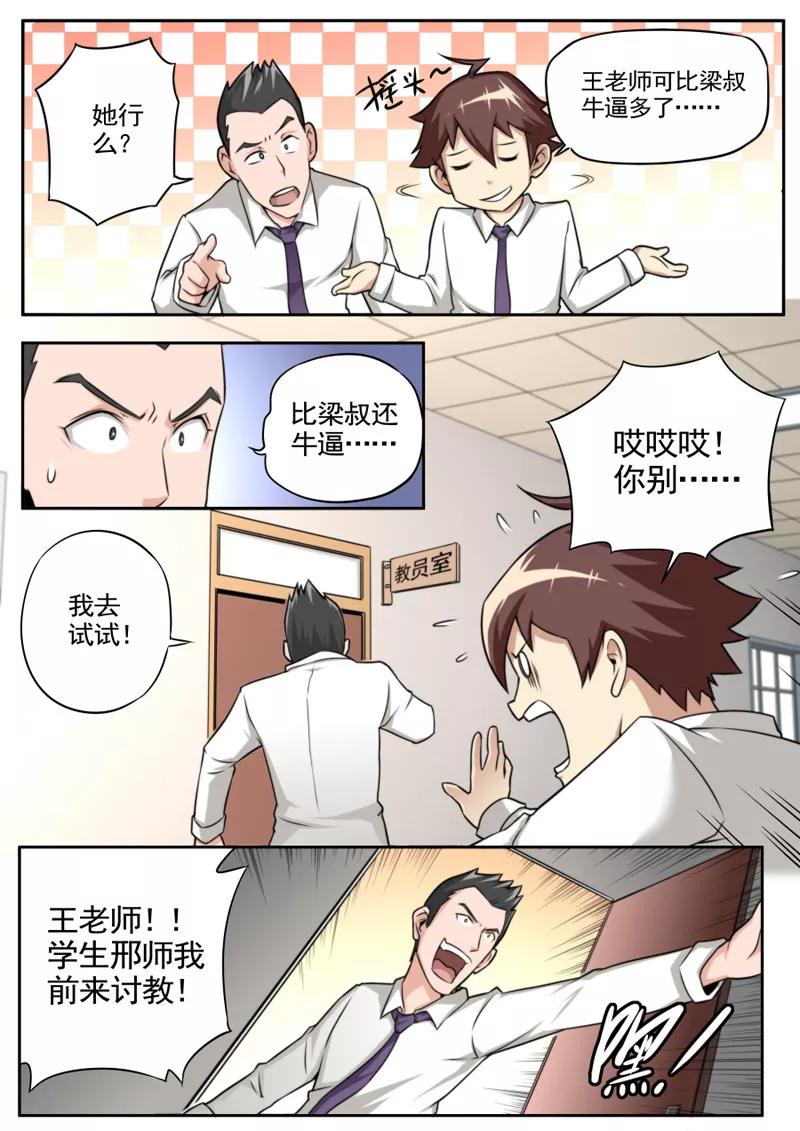 她行
么？
摇头~
王老师可比梁叔
牛逼多了……
比梁叔还
牛逼……
哎哎哎！
你别……
教员室
我去
试试！
王老师！！
学生邢师我
前来讨教！
嘿！